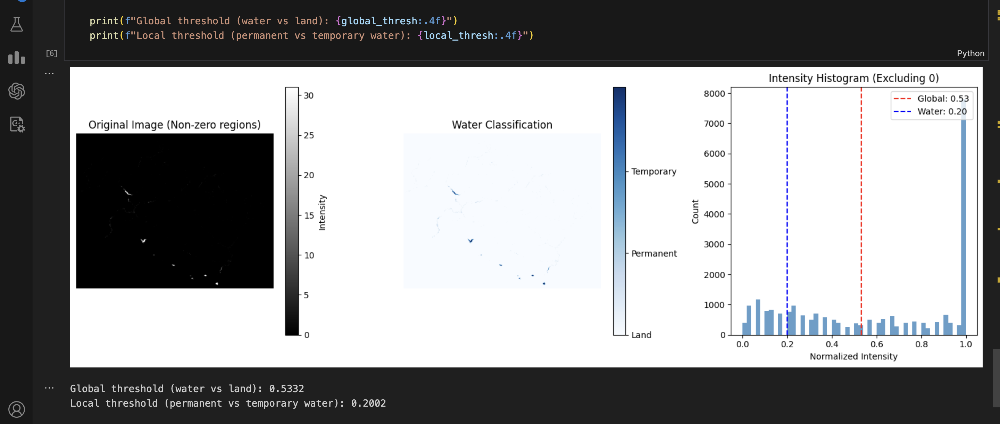 print(f"Global threshold (water vs land): {global_thresh:.4f}")
print(f"Local threshold (permanent vs temporary water): {local_thresh:.4f}")
[6]
Python
...
Original Image (Non-zero regions)
30
25
20
15
10
5
0
Intensity
Water Classification
Temporary
Permanent
Land
Intensity Histogram (Excluding 0)
Global: 0.53
Water: 0.20
8000
7000
6000
5000
4000
3000
2000
1000
0
Count
0.0 0.2 0.4 0.6 0.8 1.0
Normalized Intensity
...
Global threshold (water vs land): 0.5332
Local threshold (permanent vs temporary water): 0.2002